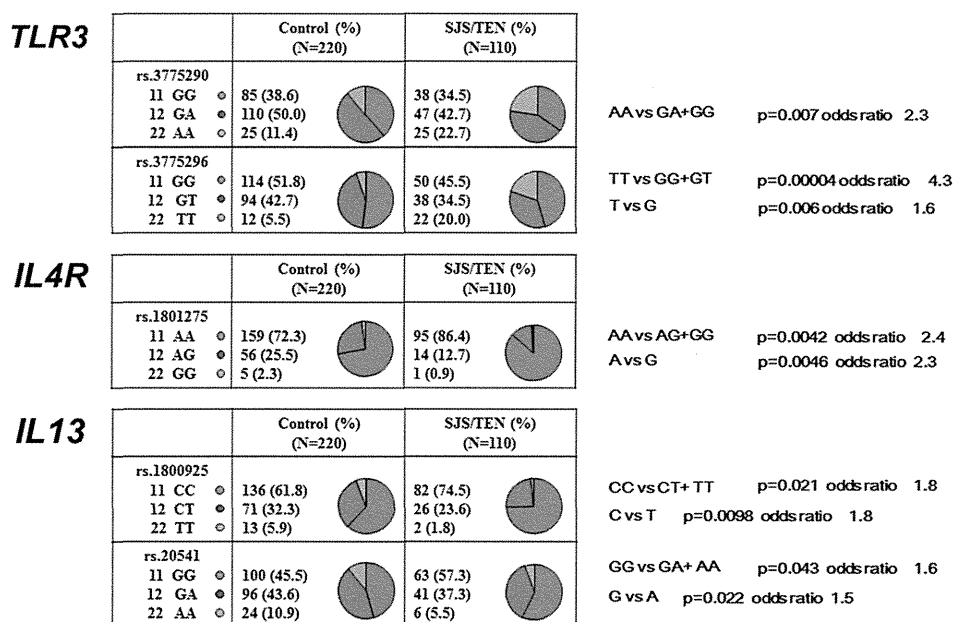 TLR3
Control (%) SJS/TEN (%)
(N=220) (N=110)
rs.3775290
11 GG 85 (38.6) 38 (34.5)
12 GA 110 (50.0) 47 (42.7) AA vs GA+GG p=0.007 odds ratio 2.3
22 AA 25 (11.4) 25 (22.7)
rs.3775296
11 GG 114 (51.8) 50 (45.5) TT vs GG+GT p=0.00004 odds ratio 4.3
12 GT 94 (42.7) 38 (34.5) T vs G p=0.006 odds ratio 1.6
22 TT 12 (5.5) 22 (20.0)
IL4R
Control (%) SJS/TEN (%)
(N=220) (N=110)
rs.1801275
11 AA 159 (72.3) 95 (86.4) AA vs AG+GG p=0.0042 odds ratio 2.4
12 AG 56 (25.5) 14 (12.7) A vs G p=0.0046 odds ratio 2.3
22 GG 5 (2.3) 1 (0.9)
IL13
Control (%) SJS/TEN (%)
(N=220) (N=110)
rs.1800925
11 CC 136 (61.8) 82 (74.5) CC vs CT+ TT p=0.021 odds ratio 1.8
12 CT 71 (32.3) 26 (23.6) C vs T p=0.0098 odds ratio 1.8
22 TT 13 (5.9) 2 (1.8)
rs.20541
11 GG 100 (45.5) 63 (57.3) GG vs GA+ AA p=0.043 odds ratio 1.6
12 GA 96 (43.6) 41 (37.3) G vs A p=0.022 odds ratio 1.5
22 AA 24 (10.9) 6 (5.5)